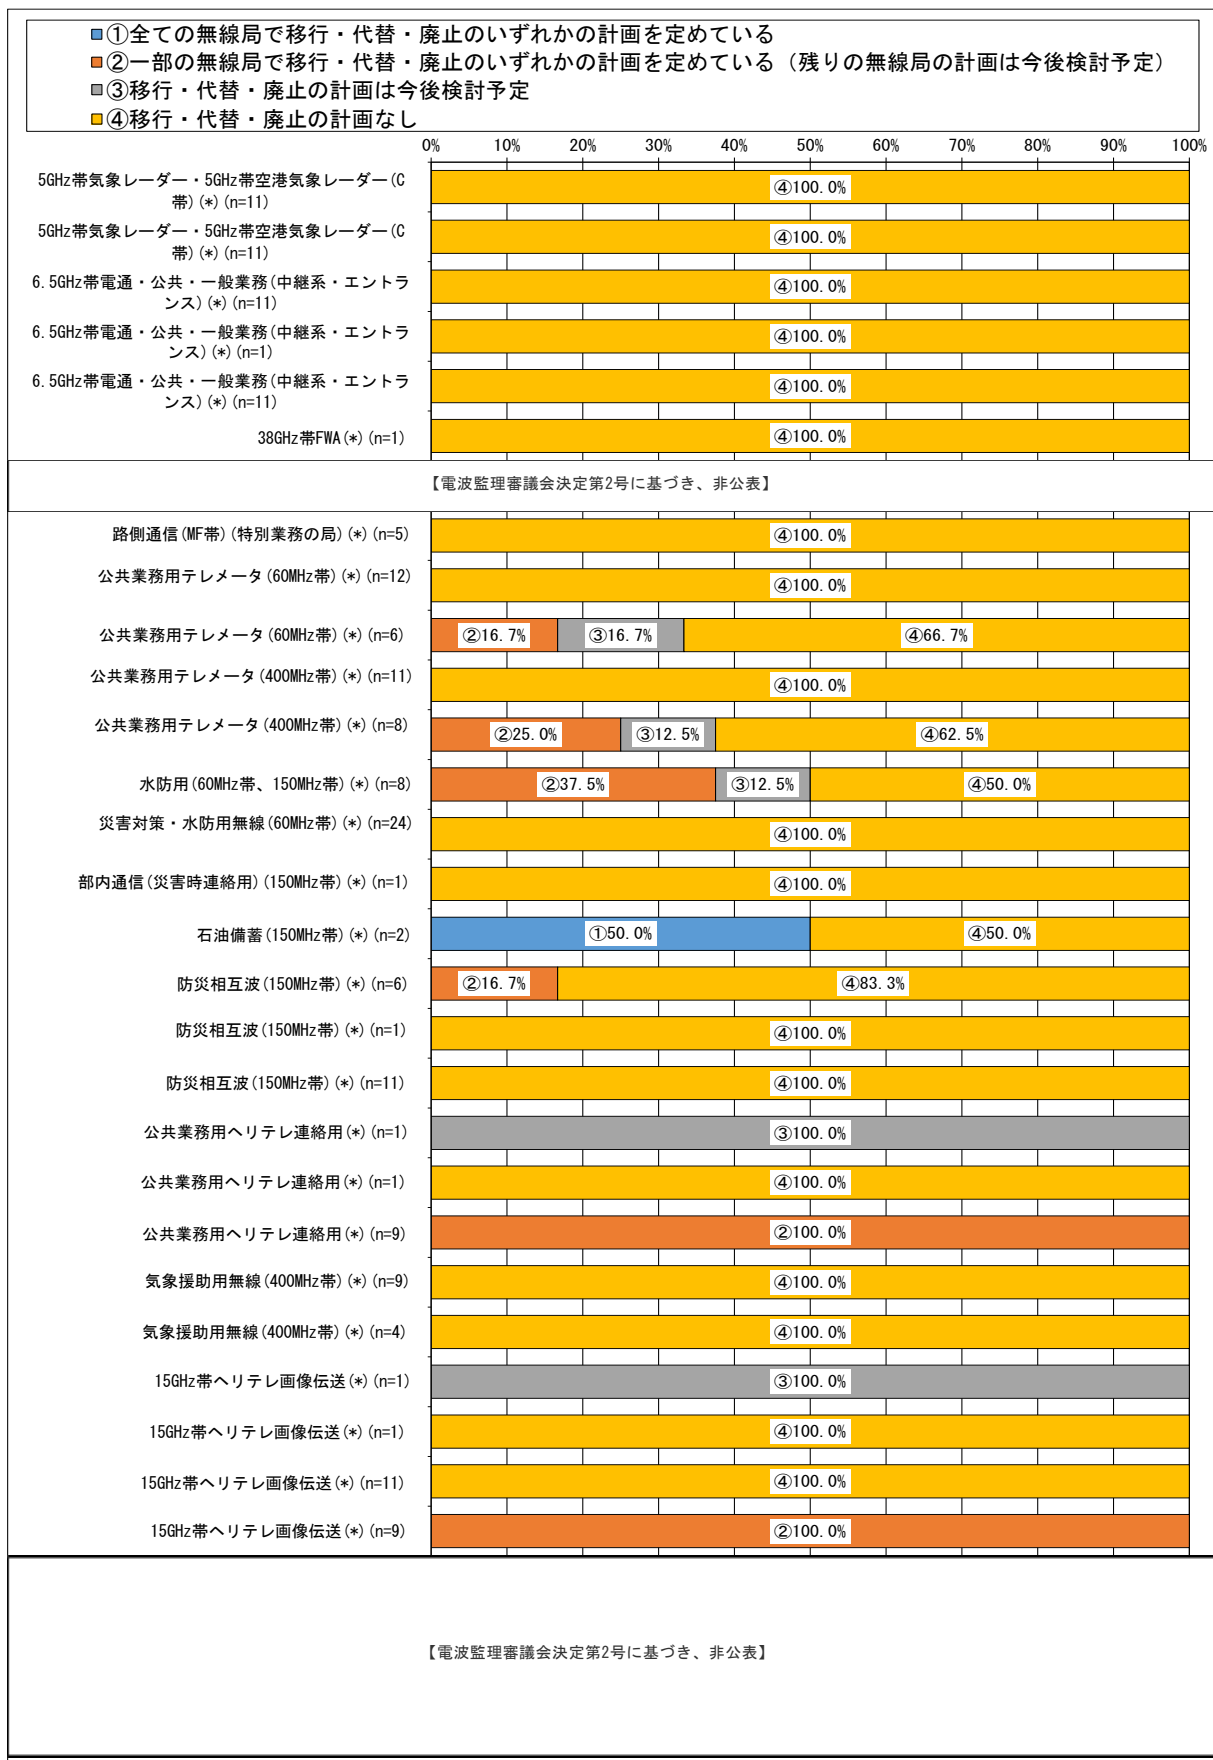 ■①全ての無線局で移行・代替・廃止のいずれかの計画を定めている
■②一部の無線局で移行・代替・廃止のいずれかの計画を定めている（残りの無線局の計画は今後検討予定）
■③移行・代替・廃止の計画は今後検討予定
■④移行・代替・廃止の計画なし
0% 10% 20% 30% 40% 50% 60% 70% 80% 90% 100%
5GHz帯気象レーダー・5GHz帯空港気象レーダー(C
帯)(*)(n=11)
④100.0%
5GHz帯気象レーダー・5GHz帯空港気象レーダー(C
帯)(*)(n=11)
④100.0%
6.5GHz帯電通・公共・一般業務(中継系・エントラ
ンス)(*)(n=11)
④100.0%
6.5GHz帯電通・公共・一般業務(中継系・エントラ
ンス)(*)(n=1)
④100.0%
6.5GHz帯電通・公共・一般業務(中継系・エントラ
ンス)(*)(n=11)
④100.0%
38GHz帯FWA(*)(n=1) ④100.0%
【電波監理審議会決定第2号に基づき、非公表】
路側通信(MF帯)(特別業務の局)(*)(n=5) ④100.0%
公共業務用テレメータ(60MHz帯)(*)(n=12) ④100.0%
公共業務用テレメータ(60MHz帯)(*)(n=6) ②16.7% ③16.7% ④66.7%
公共業務用テレメータ(400MHz帯)(*)(n=11) ④100.0%
公共業務用テレメータ(400MHz帯)(*)(n=8) ②25.0% ③12.5% ④62.5%
水防用(60MHz帯、150MHz帯)(*)(n=8) ②37.5% ③12.5% ④50.0%
災害対策・水防用無線(60MHz帯)(*)(n=24) ④100.0%
部内通信(災害時連絡用)(150MHz帯)(*)(n=1) ④100.0%
石油備蓄(150MHz帯)(*)(n=2) ①50.0% ④50.0%
防災相互波(150MHz帯)(*)(n=6) ②16.7% ④83.3%
防災相互波(150MHz帯)(*)(n=1) ④100.0%
防災相互波(150MHz帯)(*)(n=11) ④100.0%
公共業務用ヘリテレ連絡用(*)(n=1) ③100.0%
公共業務用ヘリテレ連絡用(*)(n=1) ④100.0%
公共業務用ヘリテレ連絡用(*)(n=9) ②100.0%
気象援助用無線(400MHz帯)(*)(n=9) ④100.0%
気象援助用無線(400MHz帯)(*)(n=4) ④100.0%
15GHz帯ヘリテレ画像伝送(*)(n=1) ③100.0%
15GHz帯ヘリテレ画像伝送(*)(n=1) ④100.0%
15GHz帯ヘリテレ画像伝送(*)(n=11) ④100.0%
15GHz帯ヘリテレ画像伝送(*)(n=9) ②100.0%
【電波監理審議会決定第2号に基づき、非公表】